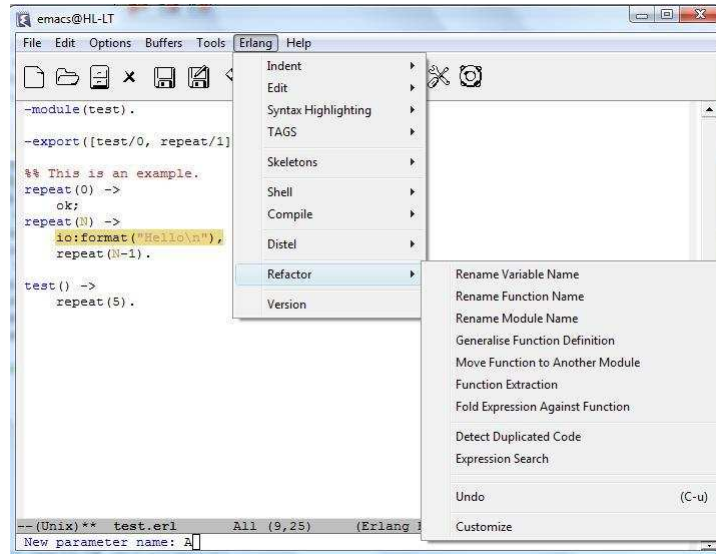 emacs@HL-LT
File Edit Options Buffers Tools Erlang Help
Indent
Edit
Syntax Highlighting
TAGS
Skeletons
Shell
Compile
Distel
Refactor
Version
-module(test).
-export([test/0, repeat/1]
%% This is an example.
repeat(0) ->
ok;
repeat(N) ->
io:format("Hello\n"),
repeat(N-1).
test() ->
repeat(5).
Rename Variable Name
Rename Function Name
Rename Module Name
Generalise Function Definition
Move Function to Another Module
Function Extraction
Fold Expression Against Function
Detect Duplicated Code
Expression Search
Undo (C-u)
Customize
--(Unix)** test.erl All (9,25) (Erlang
New parameter name: A